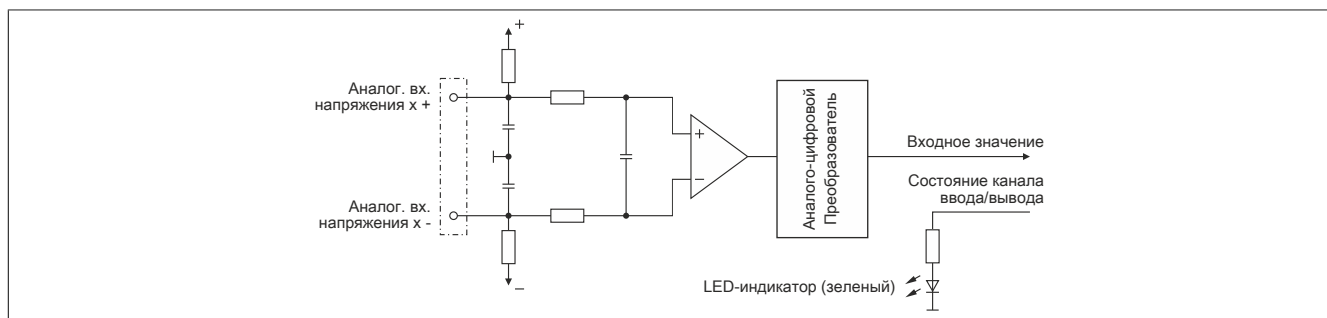 +
Аналог. вх.
напряжения x +
+
−
Аналог. вх.
напряжения x -
−
Аналого-цифровой
Преобразователь
Входное значение
Состояние канала
ввода/вывода
LED-индикатор (зеленый)